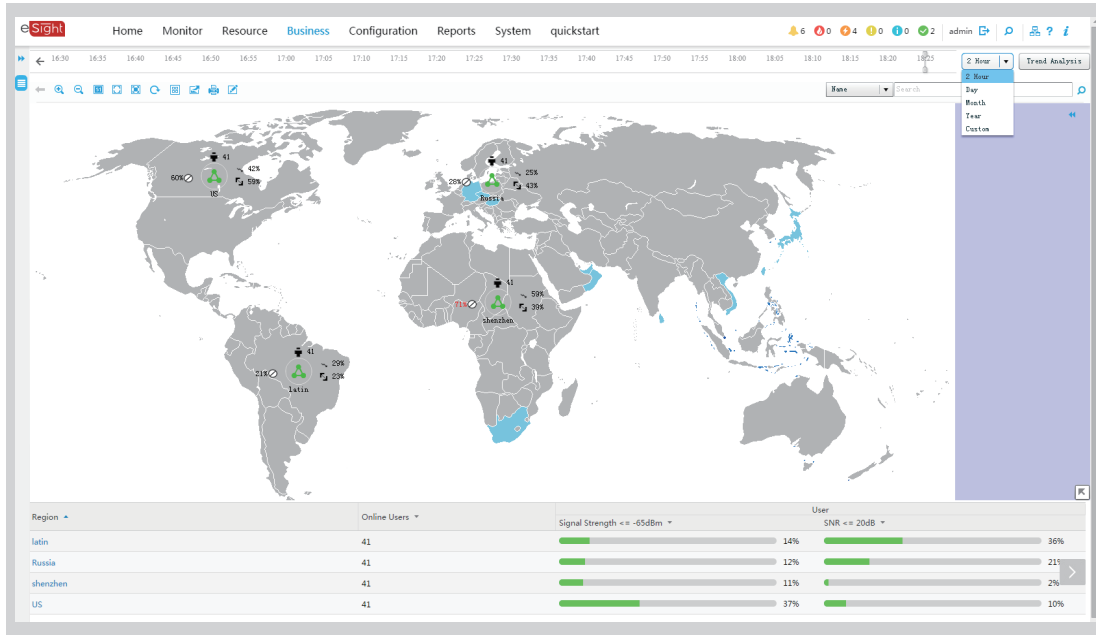 eSight Home Monitor Resource Business Configuration Reports System quickstart 6 0 4 0 0 2 admin ? i
16:30 16:35 16:40 16:45 16:50 16:55 17:00 17:05 17:10 17:15 17:20 17:25 17:30 17:35 17:40 17:45 17:50 17:55 18:00 18:05 18:10 18:15 18:20 18:25 2 Hour Trend Analysis
2 Hour
Name Search Day
Month
Year
Custom
41
60% 42%
59%
US
41
28% 25%
43%
Russia
41
71% 59%
39%
shenzhen
41
21% 29%
23%
latin
User
Region Online Users Signal Strength <= -65dBm SNR <= 20dB
latin 41 14% 36%
Russia 41 12% 21%
shenzhen 41 11% 2%
US 41 37% 10%